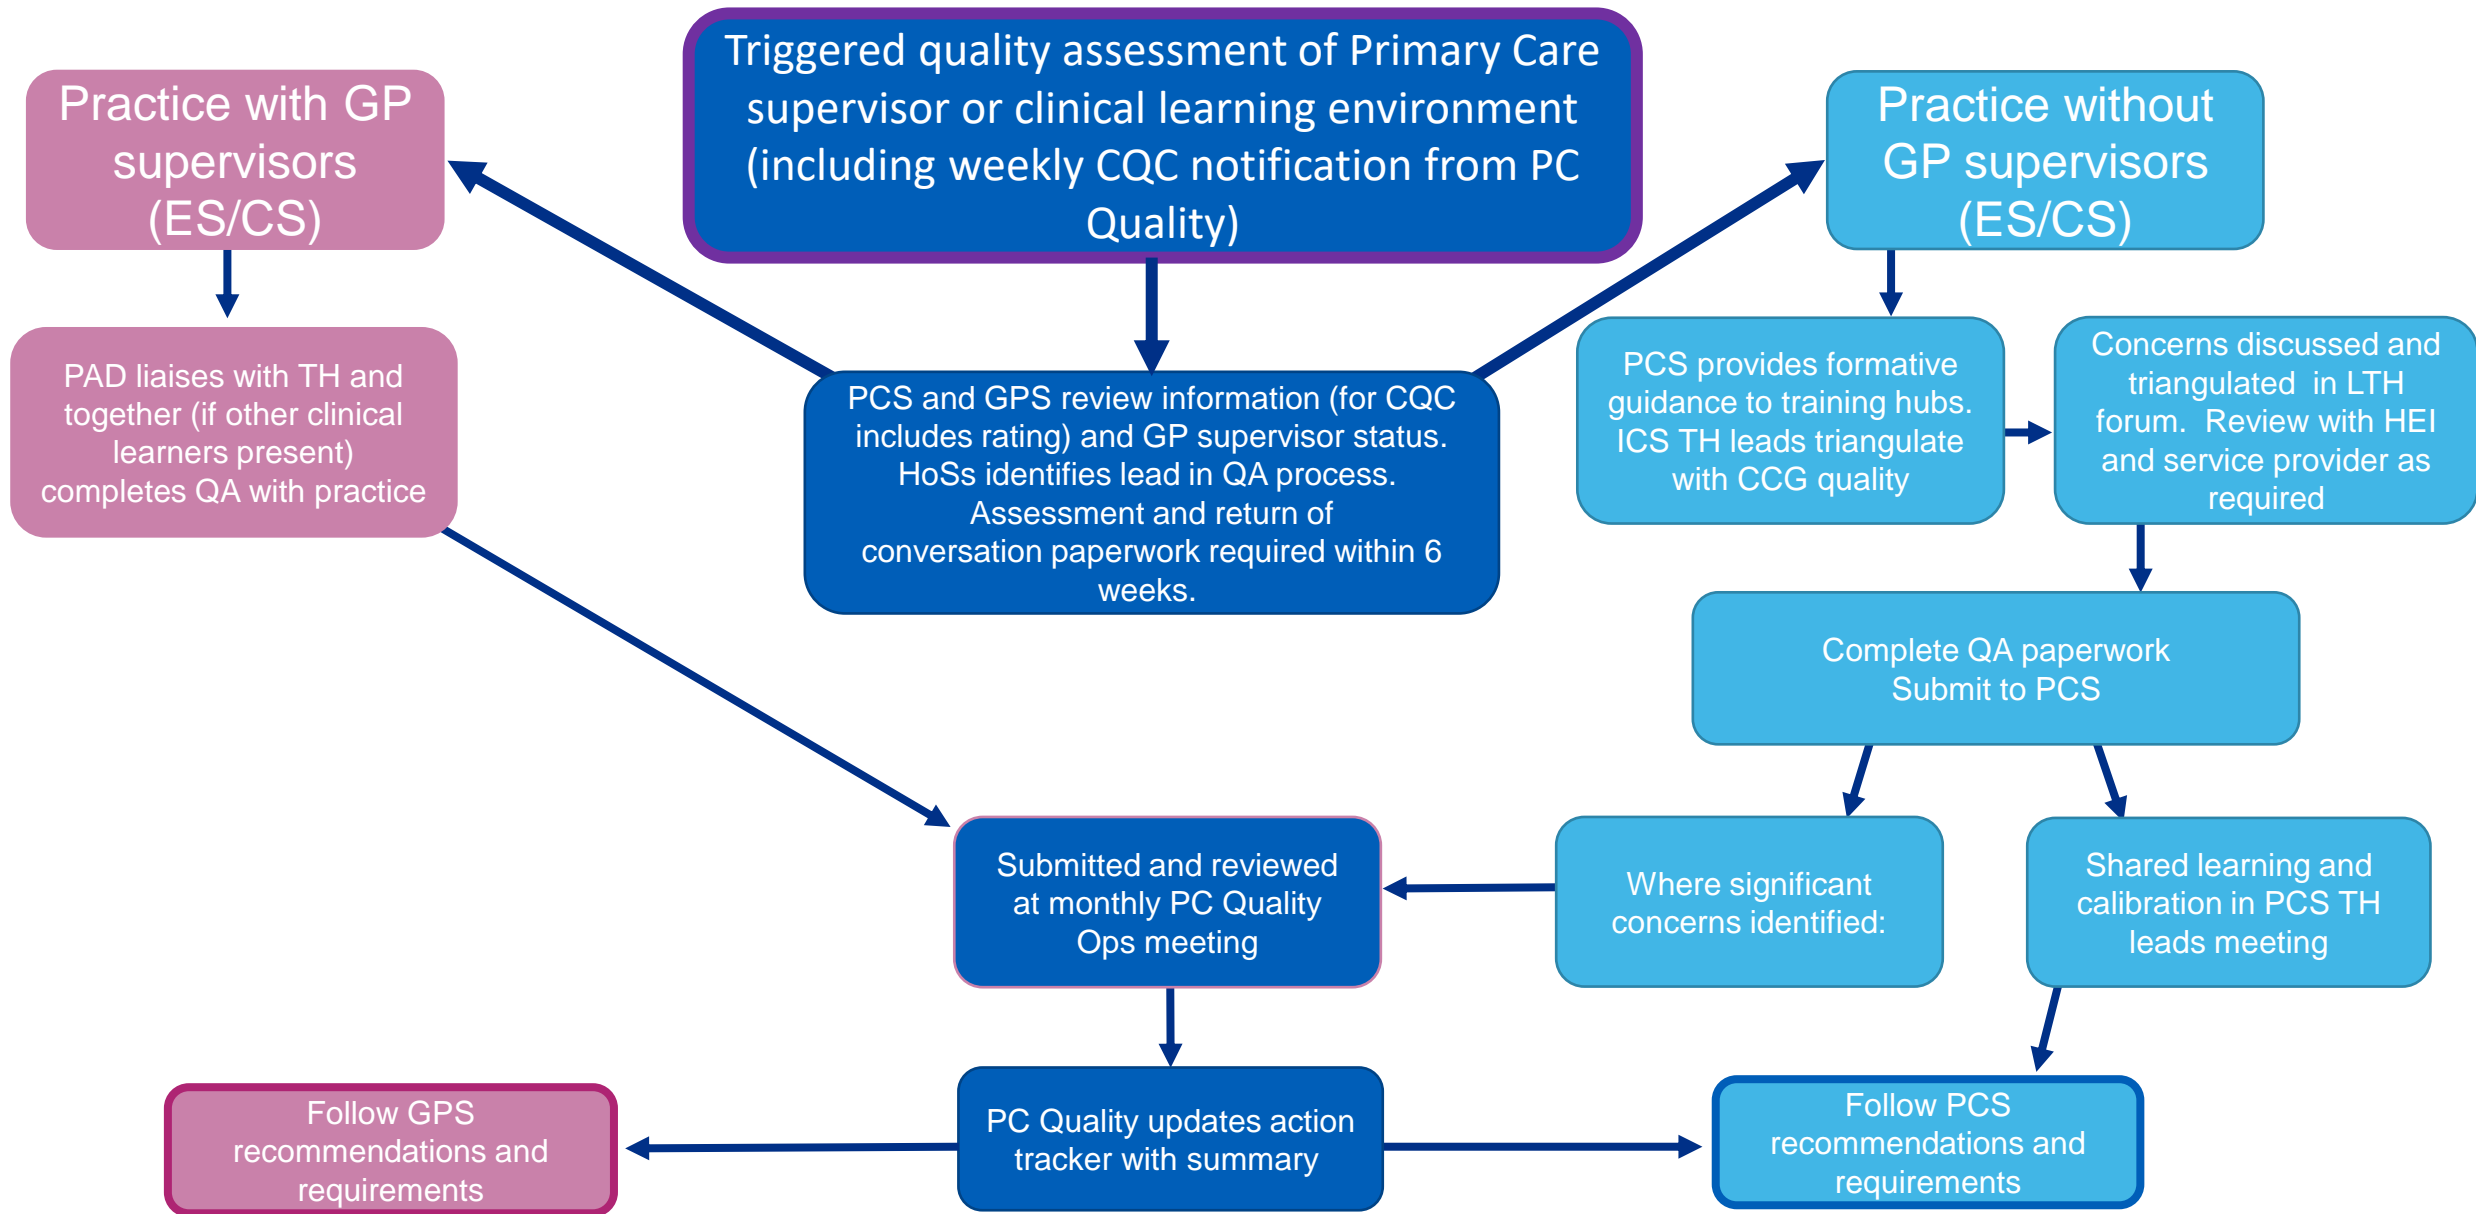 Triggered quality assessment of Primary Care
supervisor or clinical learning environment
(including weekly CQC notification from PC
Quality)
Practice with GP
supervisors
(ES/CS)
Practice without
GP supervisors
(ES/CS)
PAD liaises with TH and
together (if other clinical
learners present)
completes QA with practice
PCS and GPS review information (for CQC
includes rating) and GP supervisor status.
HoSs identifies lead in QA process.
Assessment and return of
conversation paperwork required within 6
weeks.
PCS provides formative
guidance to training hubs.
ICS TH leads triangulate
with CCG quality
Concerns discussed and
triangulated  in LTH
forum.  Review with HEI
and service provider as
required
Complete QA paperwork
Submit to PCS
Submitted and reviewed
at monthly PC Quality
Ops meeting
Where significant
concerns identified:
Shared learning and
calibration in PCS TH
leads meeting
Follow GPS
recommendations and
requirements
PC Quality updates action
tracker with summary
Follow PCS
recommendations and
requirements